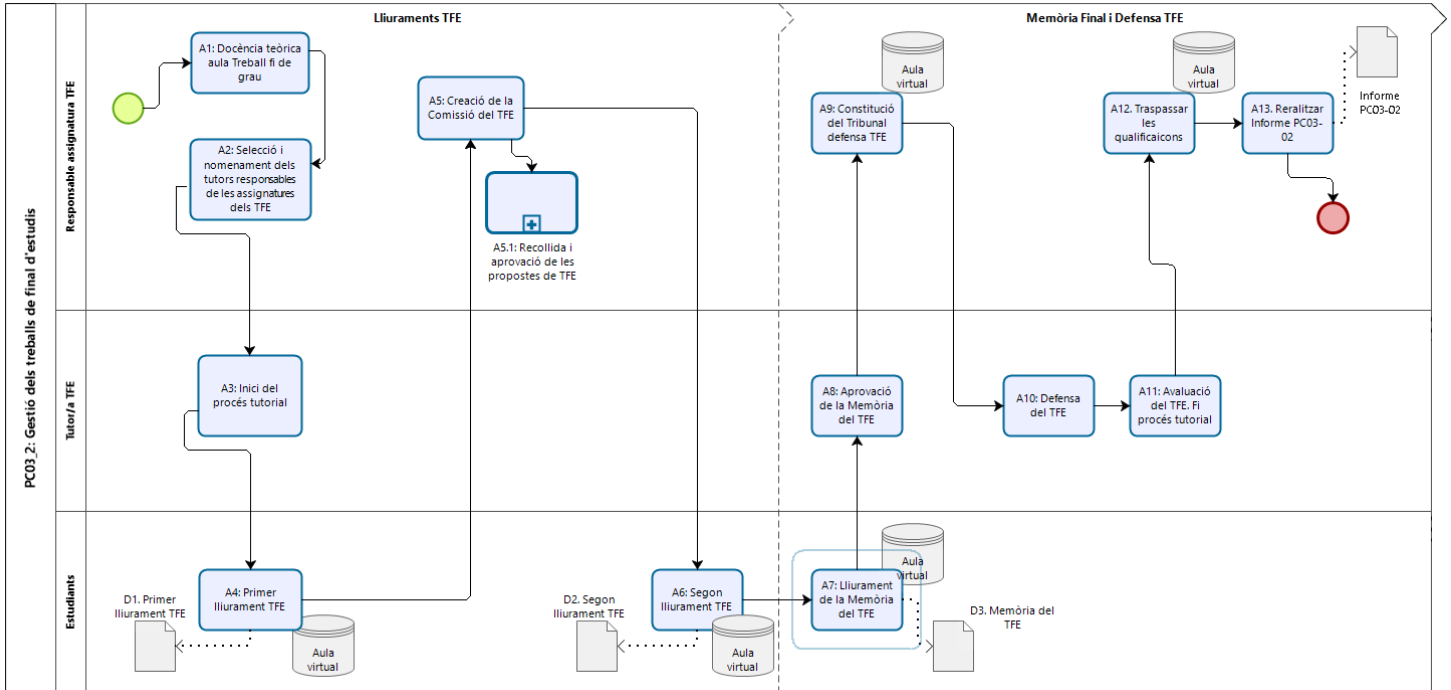 PC03_2: Gestió dels treballs de final d'estudis
Lliuraments TFE
Memòria Final i Defensa TFE
Responsable assignatura TFE
A1: Docència teòrica
aula Treball fi de
grau
A2: Selecció i
nomenament dels
tutors responsables
de les assignatures
dels TFE
A5: Creació de la
Comissió del TFE
A5.1: Recollida i
aprovació de les
propostes de TFE
Aula
virtual
A9: Constitució
del Tribunal
defensa TFE
Aula
virtual
A12. Traspassar
les
qualificaicons
A13. Reralitzar
Informe PC03-
02
Informe
PC03-02
Tutor/a TFE
A3: Inici del
procés tutorial
A8: Aprovació
de la Memòria
del TFE
A10: Defensa
del TFE
A11: Avaluació
del TFE. Fi
procés tutorial
Estudiants
D1. Primer
lliurament TFE
A4: Primer
lliurament TFE
Aula
virtual
D2. Segon
lliurament TFE
A6: Segon
lliurament TFE
Aula
virtual
A7: Lliurament
de la Memòria
del TFE
Aula
virtual
D3. Memòria del
TFE